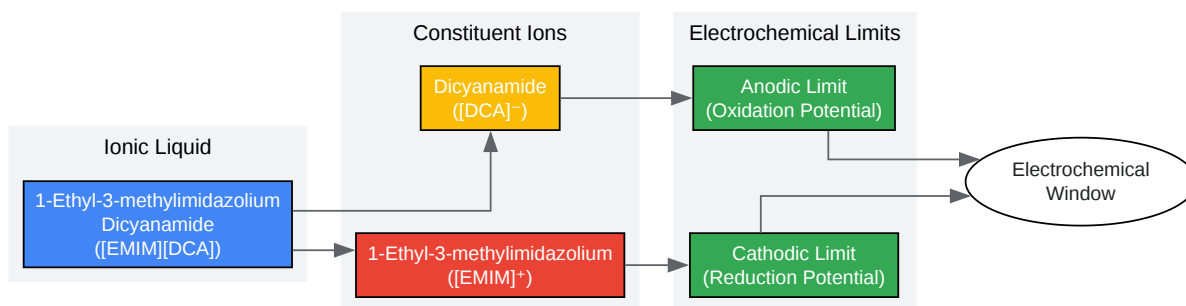 Constituent Ions
Electrochemical Limits
Dicyanamide
([DCA]⁻)
Anodic Limit
(Oxidation Potential)
Ionic Liquid
1-Ethyl-3-methylimidazolium
Dicyanamide
([EMIM][DCA])
Electrochemical
Window
1-Ethyl-3-methylimidazolium
([EMIM]⁺)
Cathodic Limit
(Reduction Potential)